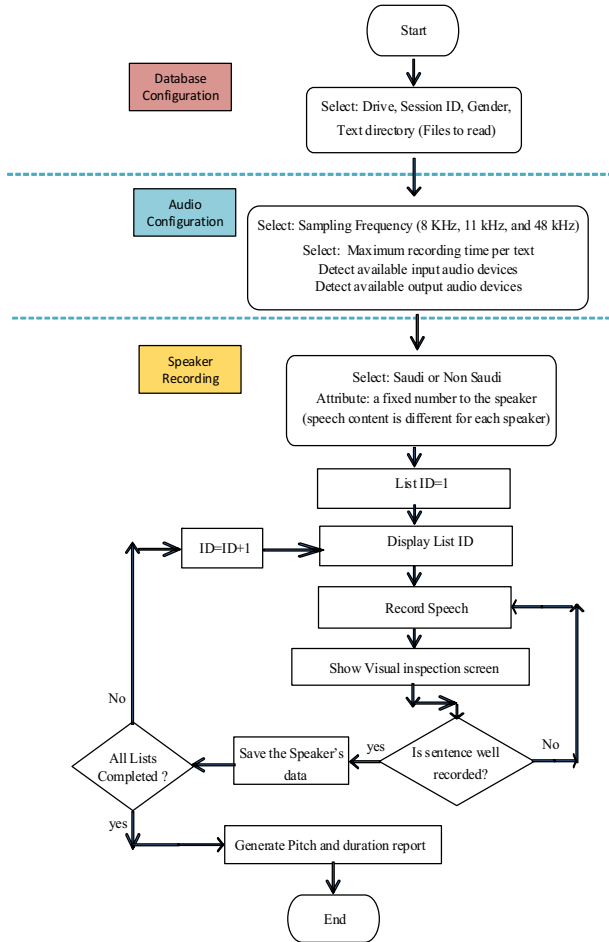 Start
Database
Configuration
Select: Drive, Session ID, Gender,
Text directory (Files to read)
Audio
Configuration
Select: Sampling Frequency (8 KHz, 11 kHz, and 48 kHz)
Select: Maximum recording time per text
Detect available input audio devices
Detect available output audio devices
Speaker
Recording
Select: Saudi or Non Saudi
Attribute: a fixed number to the speaker
(speech content is different for each speaker)
List ID=1
ID=ID+1
Display List ID
Record Speech
Show Visual inspection screen
No
All Lists
Completed ?
Save the Speaker's
data
yes
Is sentence well
recorded?
No
yes
Generate Pitch and duration report
End